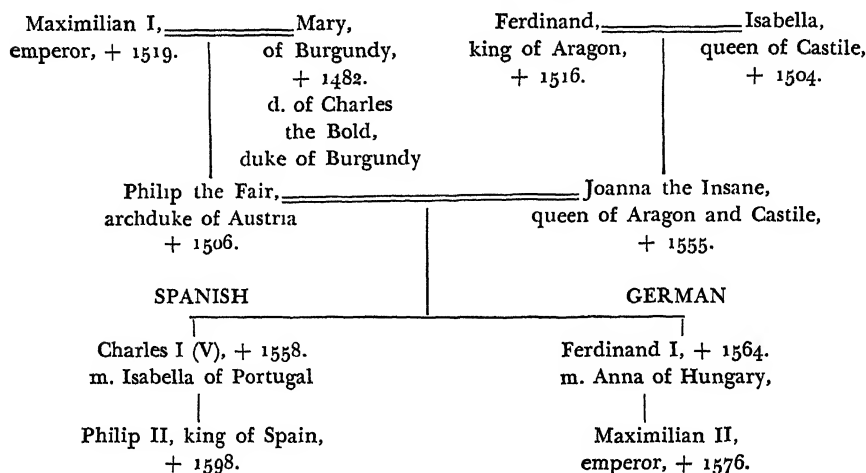 Maximilian I,
emperor, + 1519.
Mary,
of Burgundy,
+ 1482.
d. of Charles
the Bold,
duke of Burgundy
Ferdinand,
king of Aragon,
+ 1516.
Isabella,
queen of Castile,
+ 1504.
Philip the Fair,
archduke of Austria
+ 1506.
Joanna the Insane,
queen of Aragon and Castile,
+ 1555.
SPANISH
GERMAN
Charles I (V), + 1558.
m. Isabella of Portugal
Ferdinand I, + 1564.
m. Anna of Hungary,
Philip II, king of Spain,
+ 1598.
Maximilian II,
emperor, + 1576.